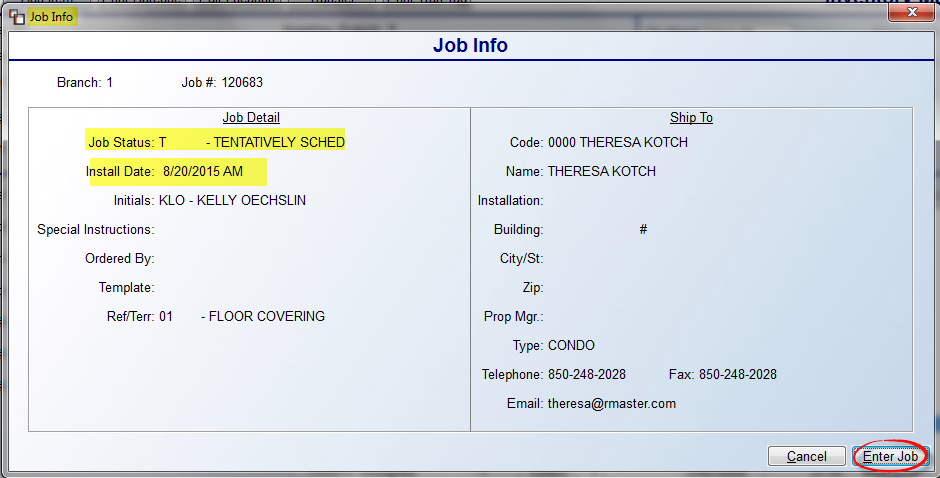 Job Info
Job Info
Branch: 1 Job #: 120683
Job Detail
Job Status: T - TENTATIVELY SCHED
Install Date: 8/20/2015 AM
Initials: KLO - KELLY OECHSLIN
Special Instructions:
Ordered By:
Template:
Ref/Terr: 01 - FLOOR COVERING
Ship To
Code: 0000 THERESA KOTCH
Name: THERESA KOTCH
Installation:
Building: #
City/St:
Zip:
Prop Mgr.:
Type: CONDO
Telephone: 850-248-2028 Fax: 850-248-2028
Email: theresa@rmaster.com
Cancel Enter Job